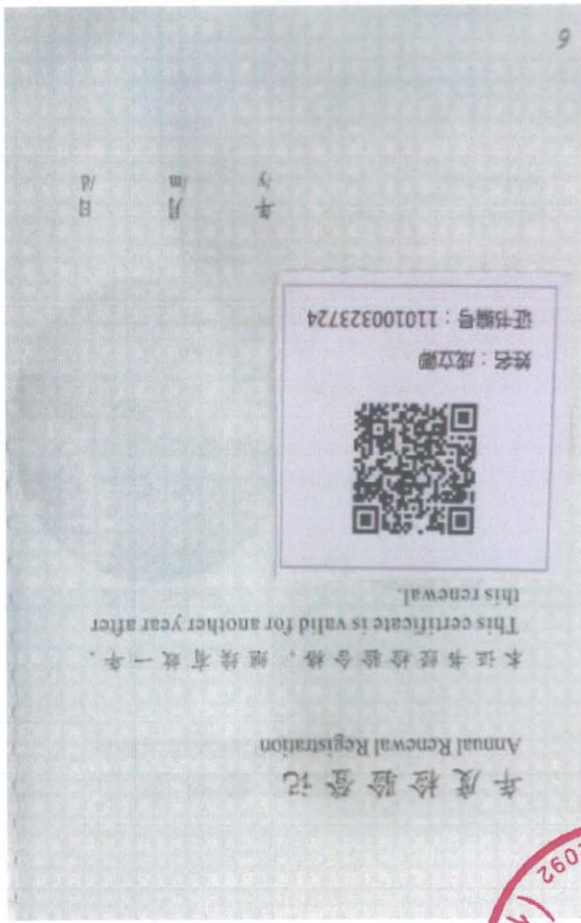 年度检验登记
Annual Renewal Registration
本证书经检验合格，继续有效一年．
This certificate is valid for another year after
this renewal.
姓名：成立卿
证书编号：110100323724
年 月 日
/y /m /d
6
2092